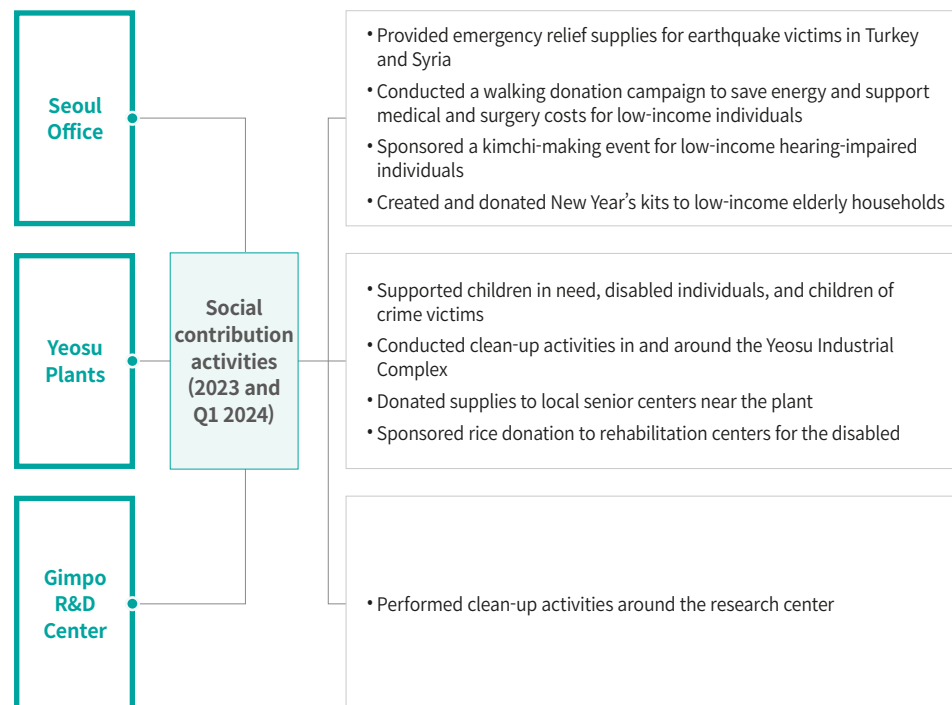 Seoul
Office
• Provided emergency relief supplies for earthquake victims in Turkey
and Syria
• Conducted a walking donation campaign to save energy and support
medical and surgery costs for low-income individuals
• Sponsored a kimchi-making event for low-income hearing-impaired
individuals
• Created and donated New Year’s kits to low-income elderly households
Yeosu
Plants
Social
contribution
activities
(2023 and
Q1 2024)
• Supported children in need, disabled individuals, and children of
crime victims
• Conducted clean-up activities in and around the Yeosu Industrial
Complex
• Donated supplies to local senior centers near the plant
• Sponsored rice donation to rehabilitation centers for the disabled
Gimpo
R&D
Center
• Performed clean-up activities around the research center